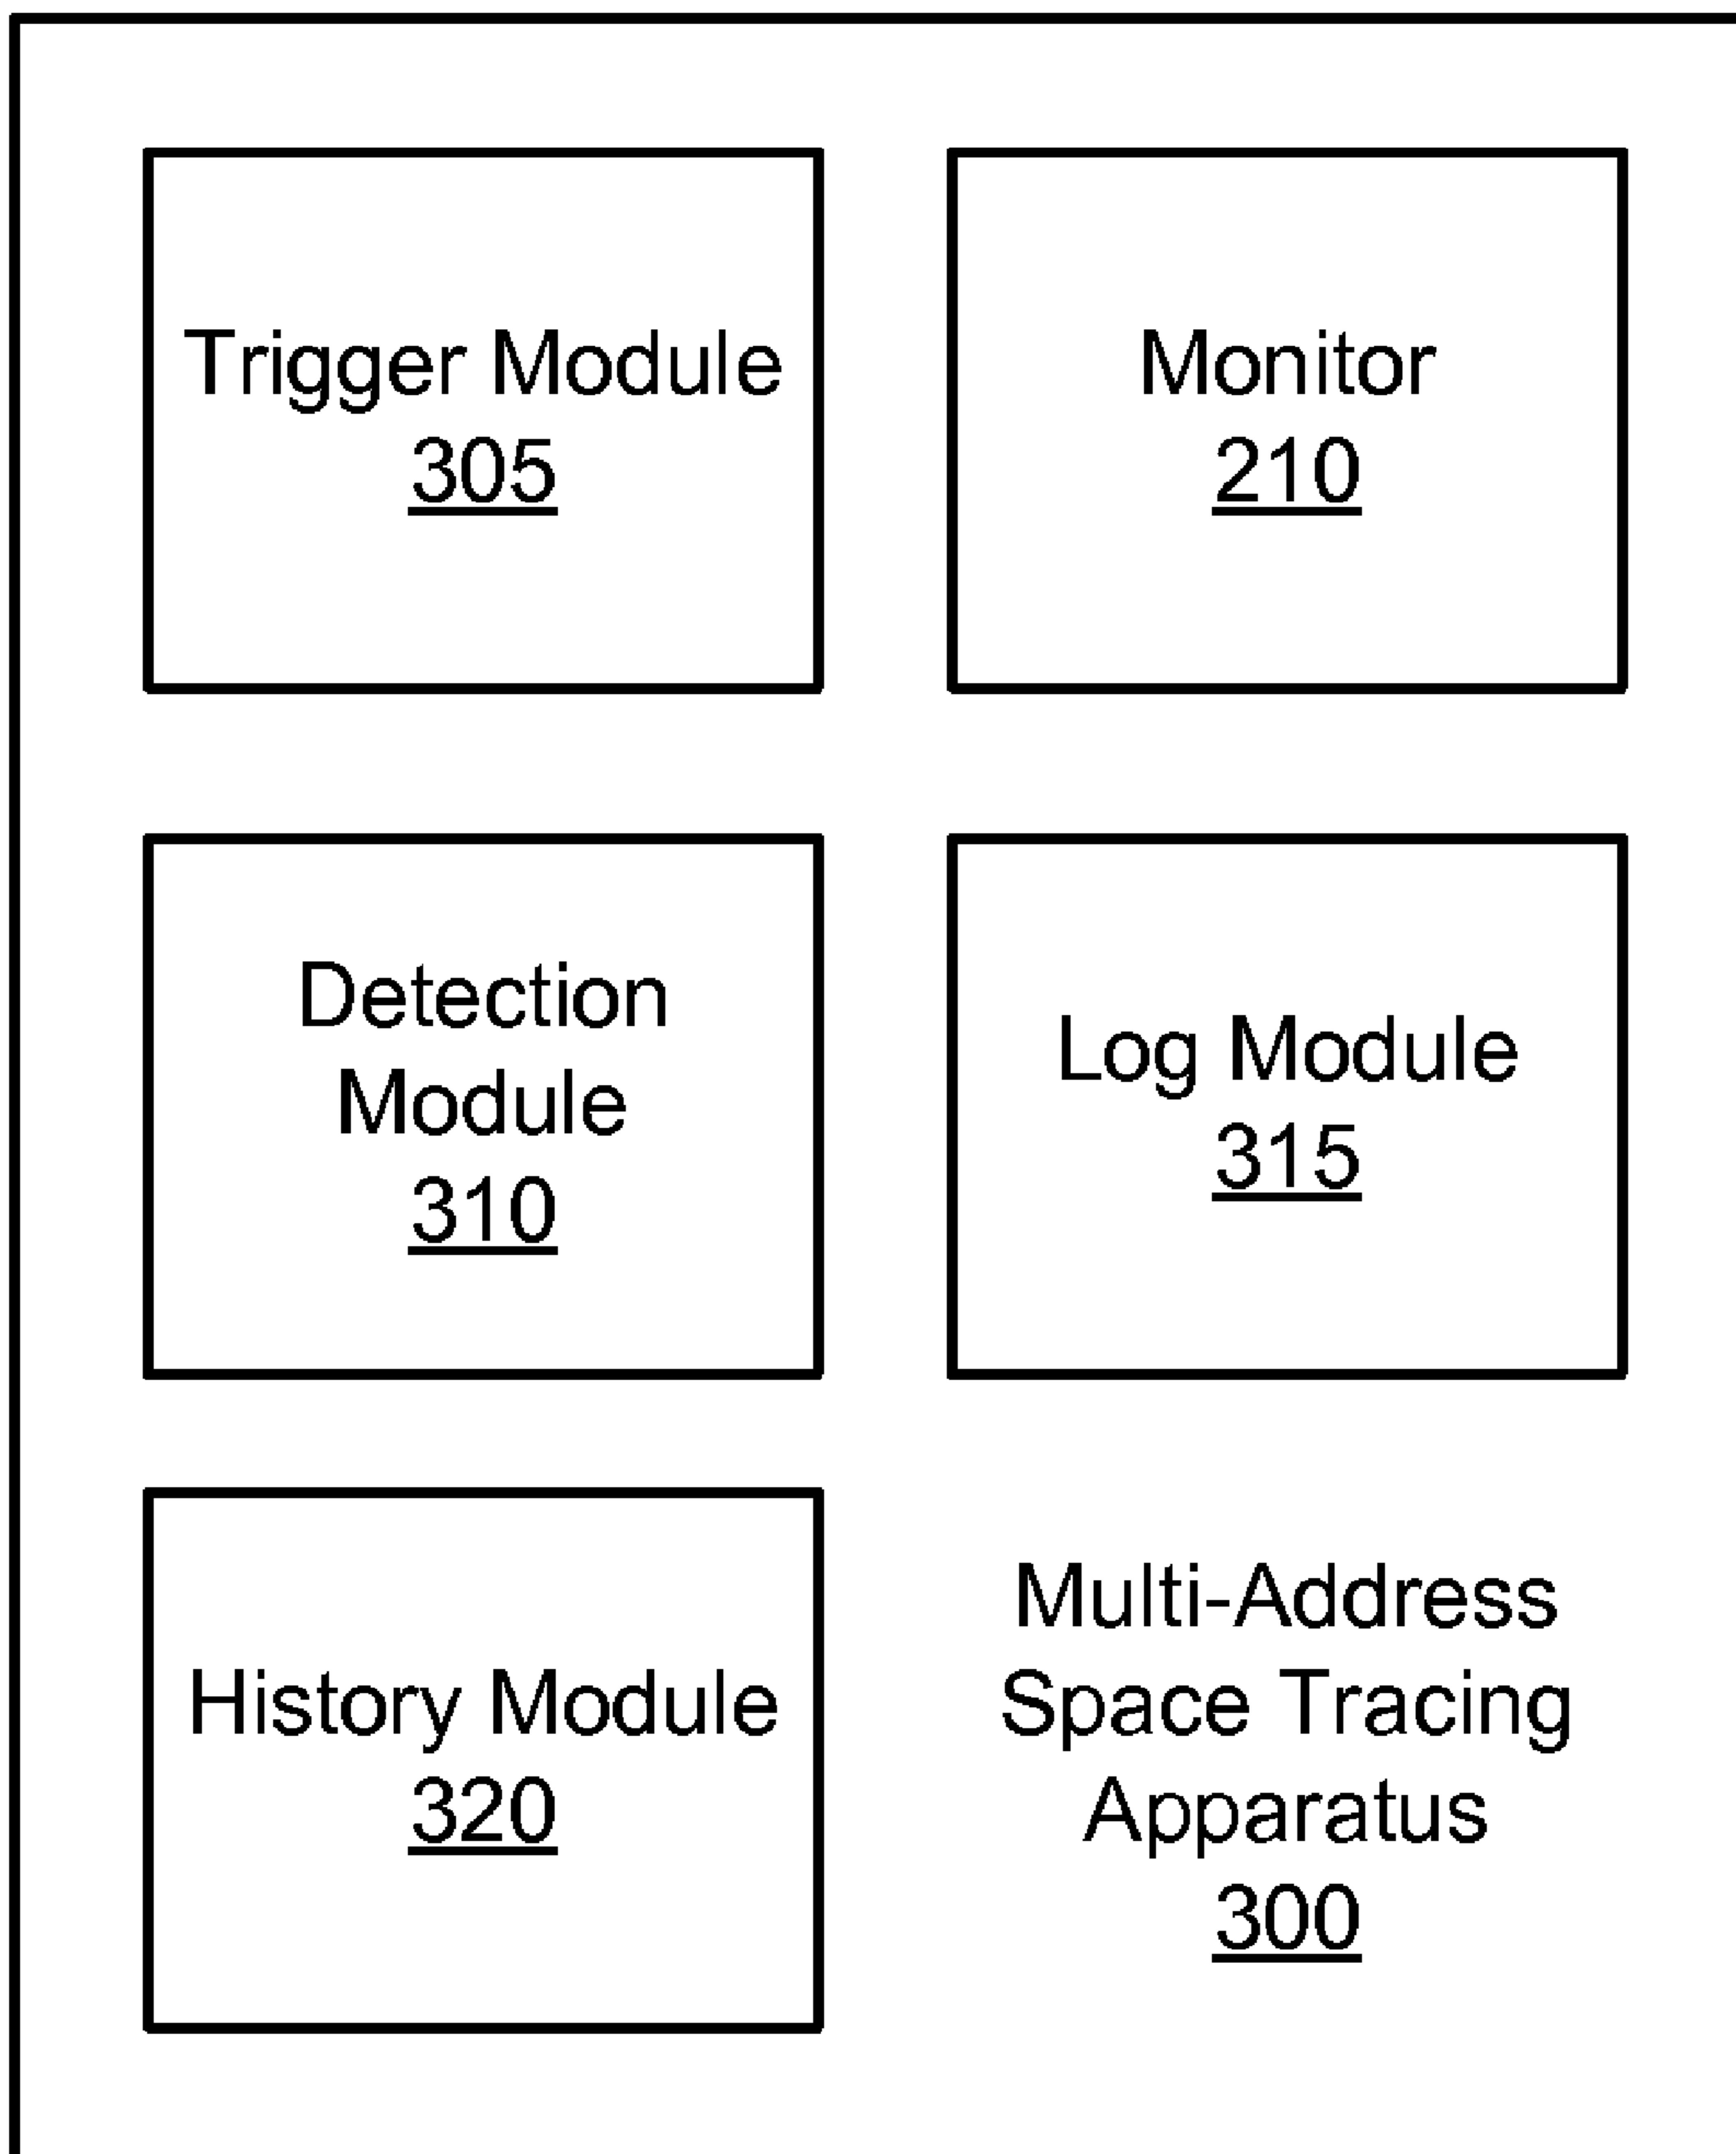 Trigger Module
305
Monitor
210
Detection
Module
310
Log Module
315
History Module
320
Multi-Address
Space Tracing
Apparatus
300